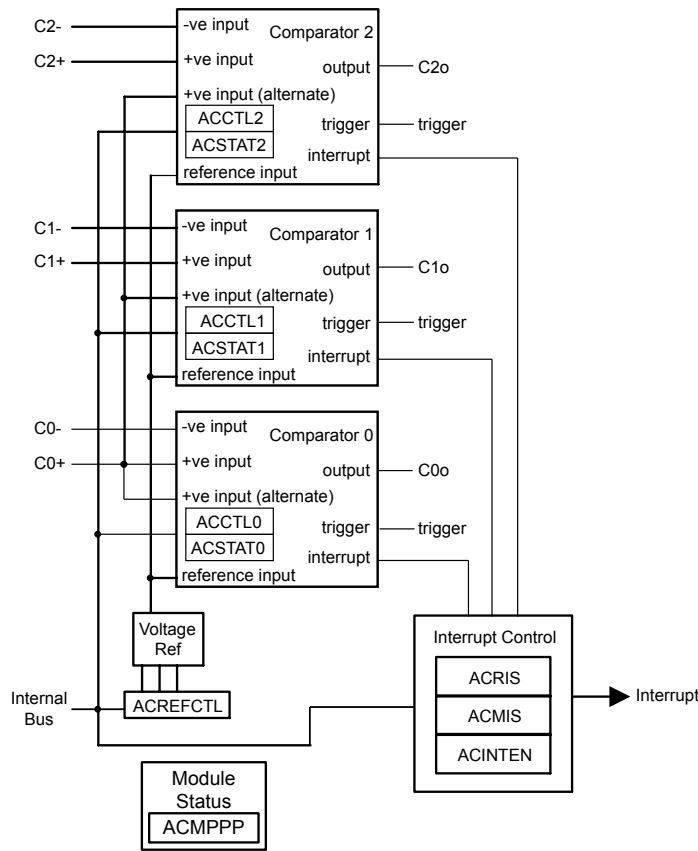 C2-
-ve input
Comparator 2
C2+
+ve input
output
C2o
+ve input (alternate)
ACCTL2
trigger
trigger
ACSTAT2
interrupt
reference input
C1-
-ve input
Comparator 1
C1+
+ve input
output
C1o
+ve input (alternate)
ACCTL1
trigger
trigger
ACSTAT1
interrupt
reference input
C0-
-ve input
Comparator 0
C0+
+ve input
output
C0o
+ve input (alternate)
ACCTL0
trigger
trigger
ACSTAT0
interrupt
reference input
Voltage
Ref
Interrupt Control
ACRIS
ACMIS
ACINTEN
Interrupt
Internal
Bus
ACREFCTL
Module
Status
ACMPPP